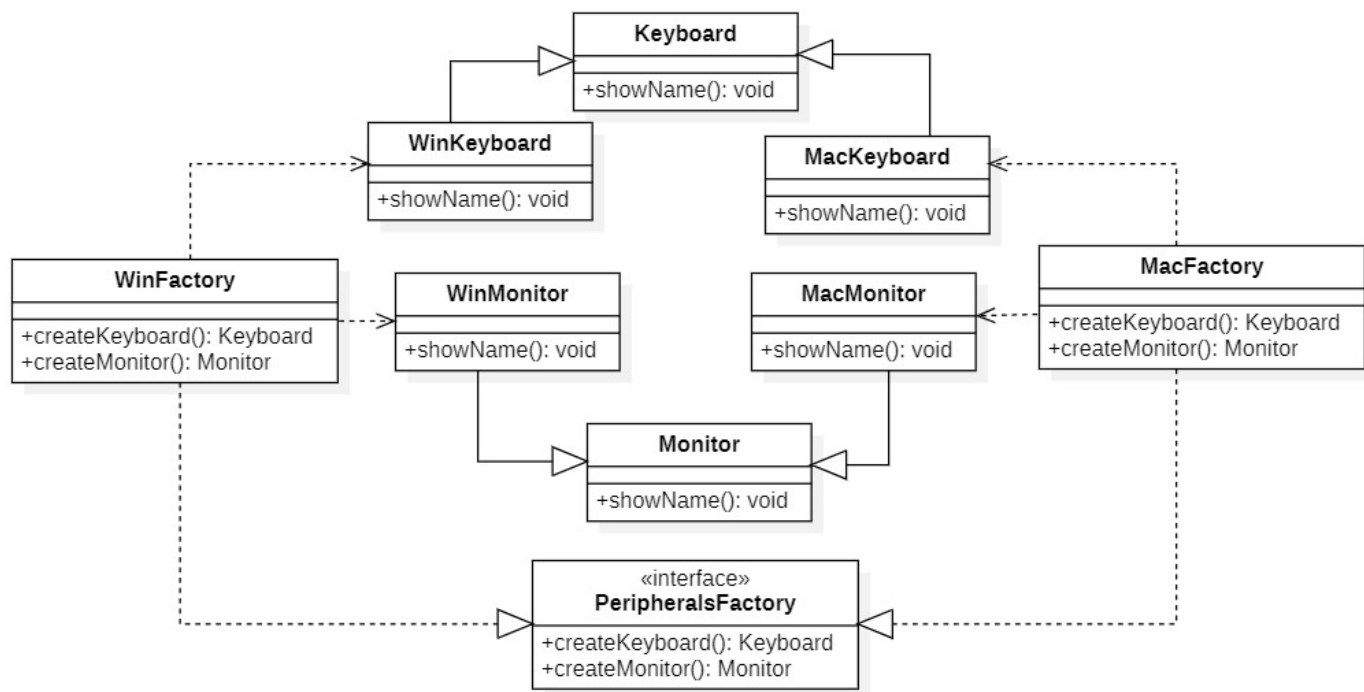 Keyboard
+showName(): void
WinKeyboard
+showName(): void
MacKeyboard
+showName(): void
WinFactory
+createKeyboard(): Keyboard
+createMonitor(): Monitor
WinMonitor
+showName(): void
MacMonitor
+showName(): void
MacFactory
+createKeyboard(): Keyboard
+createMonitor(): Monitor
Monitor
+showName(): void
«interface»
PeripheralsFactory
+createKeyboard(): Keyboard
+createMonitor(): Monitor